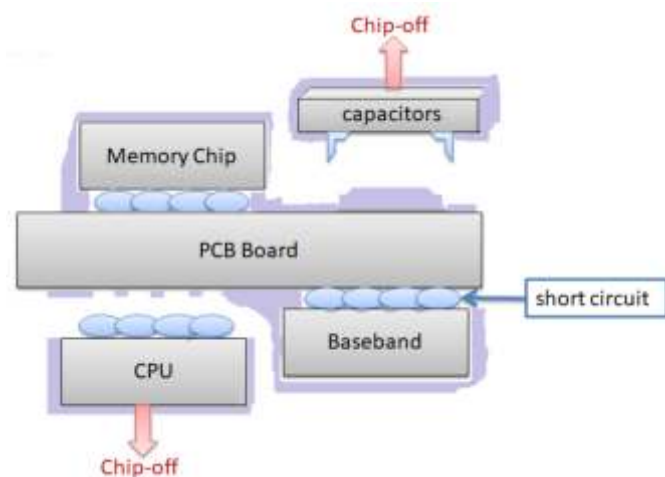 Chip-off
capacitors
Memory Chip
PCB Board
short circuit
Baseband
CPU
Chip-off